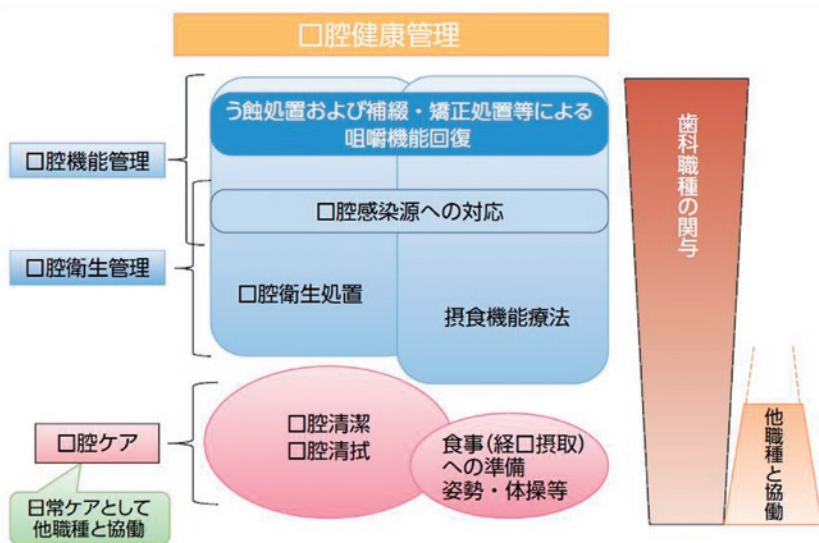 口腔健康管理
う蝕処置および補綴・矯正処置等による
咀嚼機能回復
口腔機能管理
口腔感染源への対応
口腔衛生管理
口腔衛生処置
摂食機能療法
口腔ケア
口腔清潔
口腔清拭
食事(経口摂取)
への準備
姿勢・体操等
日常ケアとして
他職種と協働
歯科職種の関与
他職種と協働